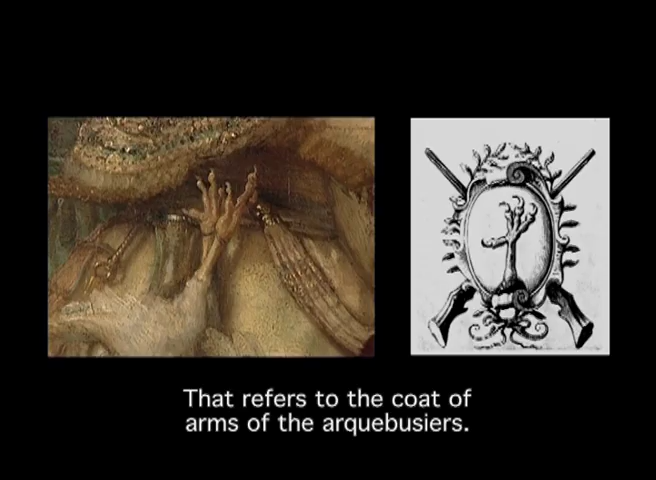 That refers to the coat of
arms of the arquebusiers.